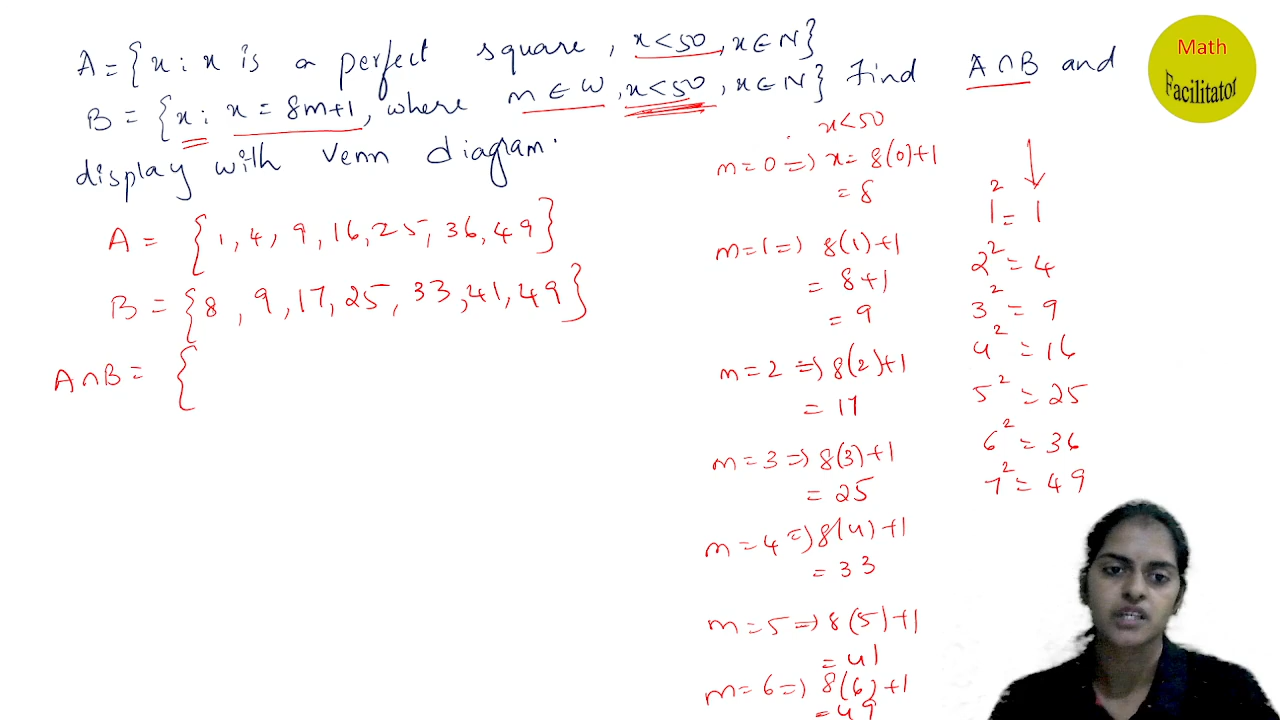 A = {x : x is a perfect square, x<50, x∈N}
B = {x : x = 8m+1, where m ∈ W, x<50, x∈N} Find A∩B and
display with Venn diagram.
Math
Facilitator
A = {1, 4, 9, 16, 25, 36, 49}
B = {8, 9, 17, 25, 33, 41, 49}
A∩B = {
x<50
m=0 => x = 8(0)+1
= 8
m=1 => 8(1)+1
= 8+1
= 9
m=2 => 8(2)+1
= 17
m=3 => 8(3)+1
= 25
m=4 => 8(4)+1
= 33
m=5 => 8(5)+1
= 41
m=6 => 8(6)+1
= 49
1² = 1
2² = 4
3² = 9
4² = 16
5² = 25
6² = 36
7² = 49